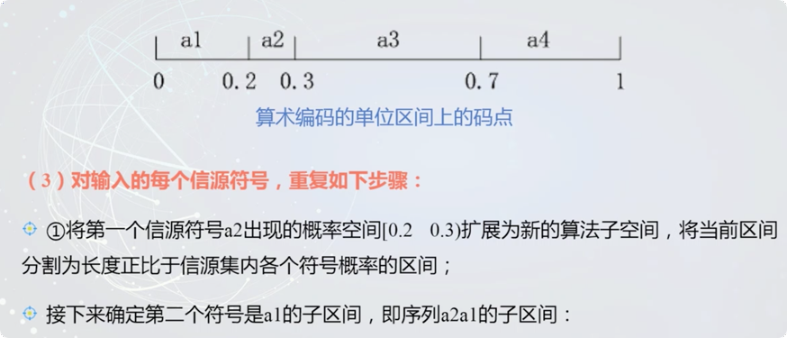 a1 a2 a3 a4
0 0.2 0.3 0.7 1
算术编码的单位区间上的码点
（3）对输入的每个信源符号，重复如下步骤：
①将第一个信源符号a2出现的概率空间[0.2 0.3)扩展为新的算法子空间，将当前区间
分割为长度正比于信源集内各个符号概率的区间；
接下来确定第二个符号是a1的子区间，即序列a2a1的子区间：